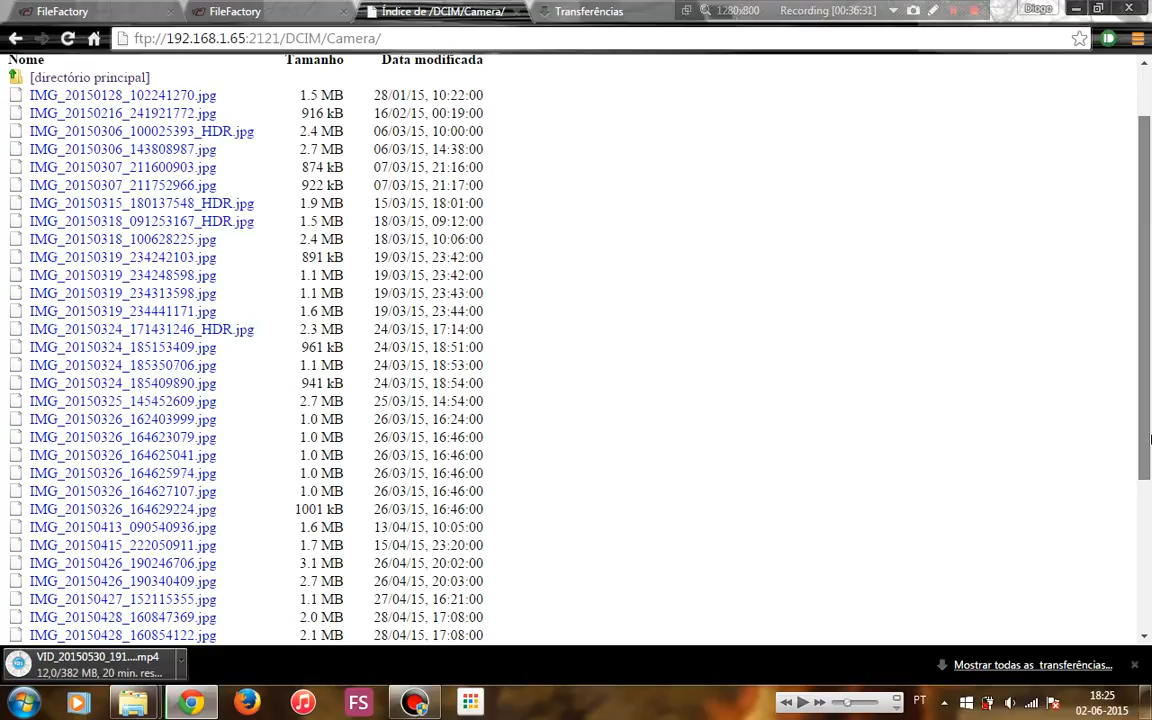 FileFactory FileFactory Índice de /DCIM/Camera/ Transferências 1280x800 Recording [00:36:31] Diogo
ftp://192.168.1.65:2121/DCIM/Camera/
Nome Tamanho Data modificada
[directório principal]
IMG_20150128_102241270.jpg 1.5 MB 28/01/15, 10:22:00
IMG_20150216_241921772.jpg 916 kB 16/02/15, 00:19:00
IMG_20150306_100025393_HDR.jpg 2.4 MB 06/03/15, 10:00:00
IMG_20150306_143808987.jpg 2.7 MB 06/03/15, 14:38:00
IMG_20150307_211600903.jpg 874 kB 07/03/15, 21:16:00
IMG_20150307_211752966.jpg 922 kB 07/03/15, 21:17:00
IMG_20150315_180137548_HDR.jpg 1.9 MB 15/03/15, 18:01:00
IMG_20150318_091253167_HDR.jpg 1.5 MB 18/03/15, 09:12:00
IMG_20150318_100628225.jpg 2.4 MB 18/03/15, 10:06:00
IMG_20150319_234242103.jpg 891 kB 19/03/15, 23:42:00
IMG_20150319_234248598.jpg 1.1 MB 19/03/15, 23:42:00
IMG_20150319_234313598.jpg 1.1 MB 19/03/15, 23:43:00
IMG_20150319_234441171.jpg 1.6 MB 19/03/15, 23:44:00
IMG_20150324_171431246_HDR.jpg 2.3 MB 24/03/15, 17:14:00
IMG_20150324_185153409.jpg 961 kB 24/03/15, 18:51:00
IMG_20150324_185350706.jpg 1.1 MB 24/03/15, 18:53:00
IMG_20150324_185409890.jpg 941 kB 24/03/15, 18:54:00
IMG_20150325_145452609.jpg 2.7 MB 25/03/15, 14:54:00
IMG_20150326_162403999.jpg 1.0 MB 26/03/15, 16:24:00
IMG_20150326_164623079.jpg 1.0 MB 26/03/15, 16:46:00
IMG_20150326_164625041.jpg 1.0 MB 26/03/15, 16:46:00
IMG_20150326_164625974.jpg 1.0 MB 26/03/15, 16:46:00
IMG_20150326_164627107.jpg 1.0 MB 26/03/15, 16:46:00
IMG_20150326_164629224.jpg 1001 kB 26/03/15, 16:46:00
IMG_20150413_090540936.jpg 1.6 MB 13/04/15, 10:05:00
IMG_20150415_222050911.jpg 1.7 MB 15/04/15, 23:20:00
IMG_20150426_190246706.jpg 3.1 MB 26/04/15, 20:02:00
IMG_20150426_190340409.jpg 2.7 MB 26/04/15, 20:03:00
IMG_20150427_152115355.jpg 1.1 MB 27/04/15, 16:21:00
IMG_20150428_160847369.jpg 2.0 MB 28/04/15, 17:08:00
IMG_20150428_160854122.jpg 2.1 MB 28/04/15, 17:08:00
VID_20150530_191....mp4
12,0/382 MB, 20 min. res... Mostrar todas as transferências...
FS PT 18:25
02-06-2015